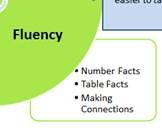 easier to ta
Fluency
• Number Facts
• Table Facts
• Making
Connections